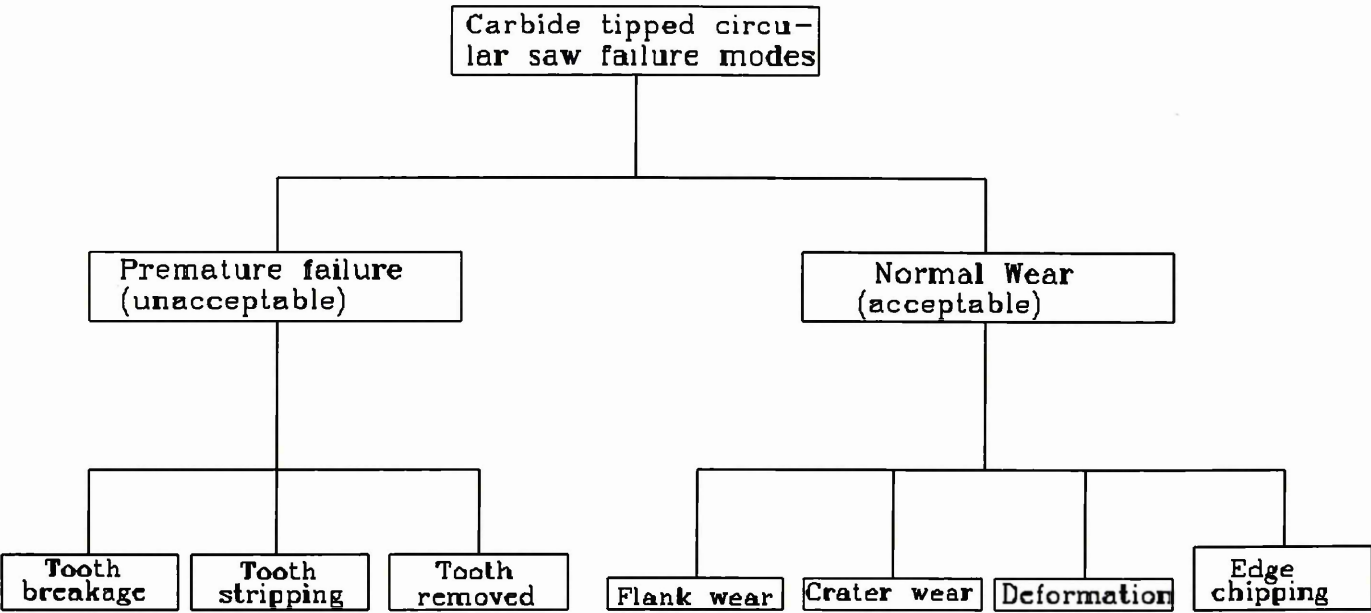 Carbide tipped circu-
lar saw failure modes
Premature failure
(unacceptable)
Normal Wear
(acceptable)
Tooth
breakage
Tooth
stripping
Tooth
removed
Flank wear
Crater wear
Deformation
Edge
chipping